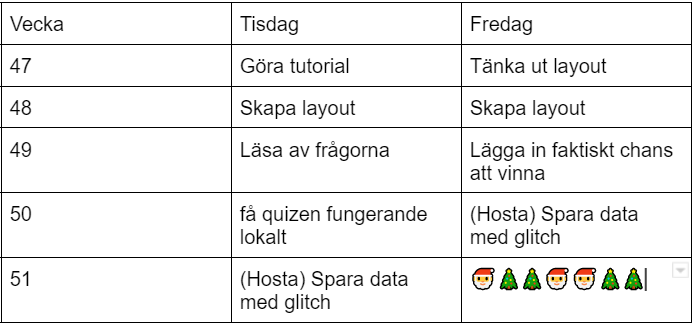 Vecka Tisdag Fredag
47 Göra tutorial Tänka ut layout
48 Skapa layout Skapa layout
49 Läsa av frågorna Lägga in faktiskt chans
att vinna
50 få quizen fungerande (Hosta) Spara data
lokalt med glitch
51 (Hosta) Spara data 🎅🎄🎄🎅🎅🎄🎄
med glitch